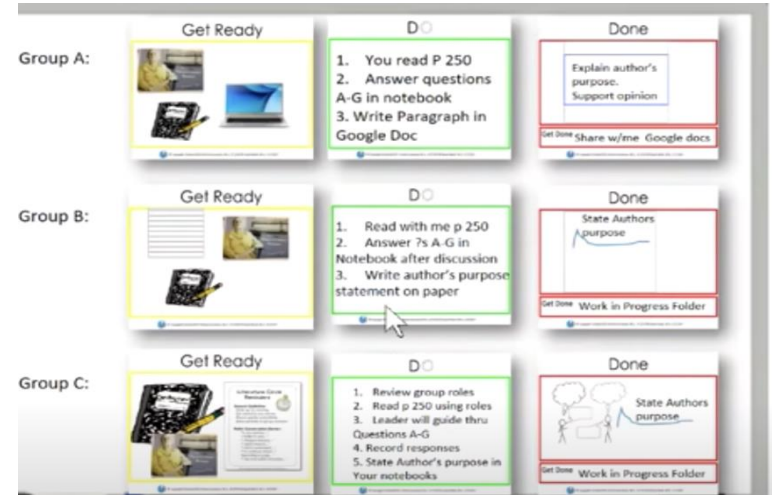 Group A:
Get Ready
DO
1. You read P 250
2. Answer questions
A-G in notebook
3. Write Paragraph in
Google Doc
Done
Explain author's
purpose.
Support opinion
Get Done Share w/me Google docs
Group B:
Get Ready
DO
1. Read with me p 250
2. Answer ?s A-G in
Notebook after discussion
3. Write author's purpose
statement on paper
Done
State Authors
purpose
Get Done Work in Progress Folder
Group C:
Get Ready
Literature Circle
DO
1. Review group roles
2. Read p 250 using roles
3. Leader will guide thru
Questions A-G
4. Record responses
5. State Author's purpose in
Your notebooks
Done
State Authors
purpose
Get Done Work in Progress Folder